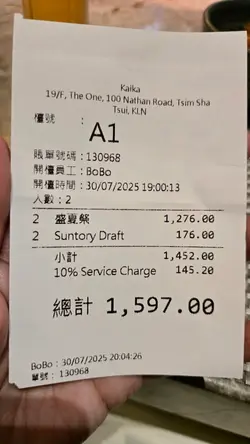 Kaika
19/F, The One, 100 Nathan Road, Tsim Sha
Tsui, KLN
檯號 :
A1
賬單號碼 : 130968
開檯員工 : BoBo
開檯時間 : 30/07/2025 19:00:13
人數 : 2
2 盛夏祭 1,276.00
2 Suntory Draft 176.00
小計 1,452.00
10% Service Charge 145.20
總計 1,597.00
BoBo : 30/07/2025 20:04:26
單號 : 130968